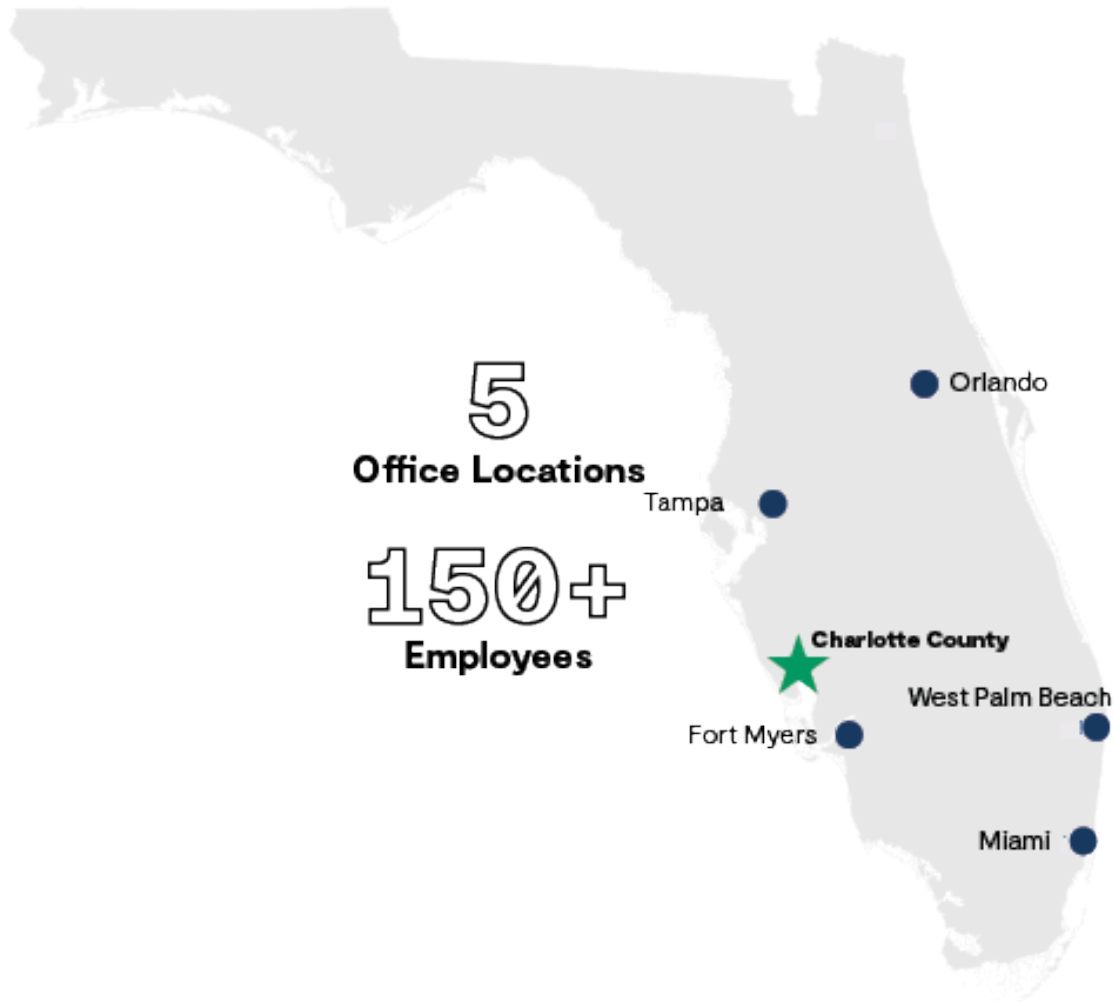 Orlando
5
Office Locations
Tampa
150+
Employees
Charlotte County
West Palm Beach
Fort Myers
Miami